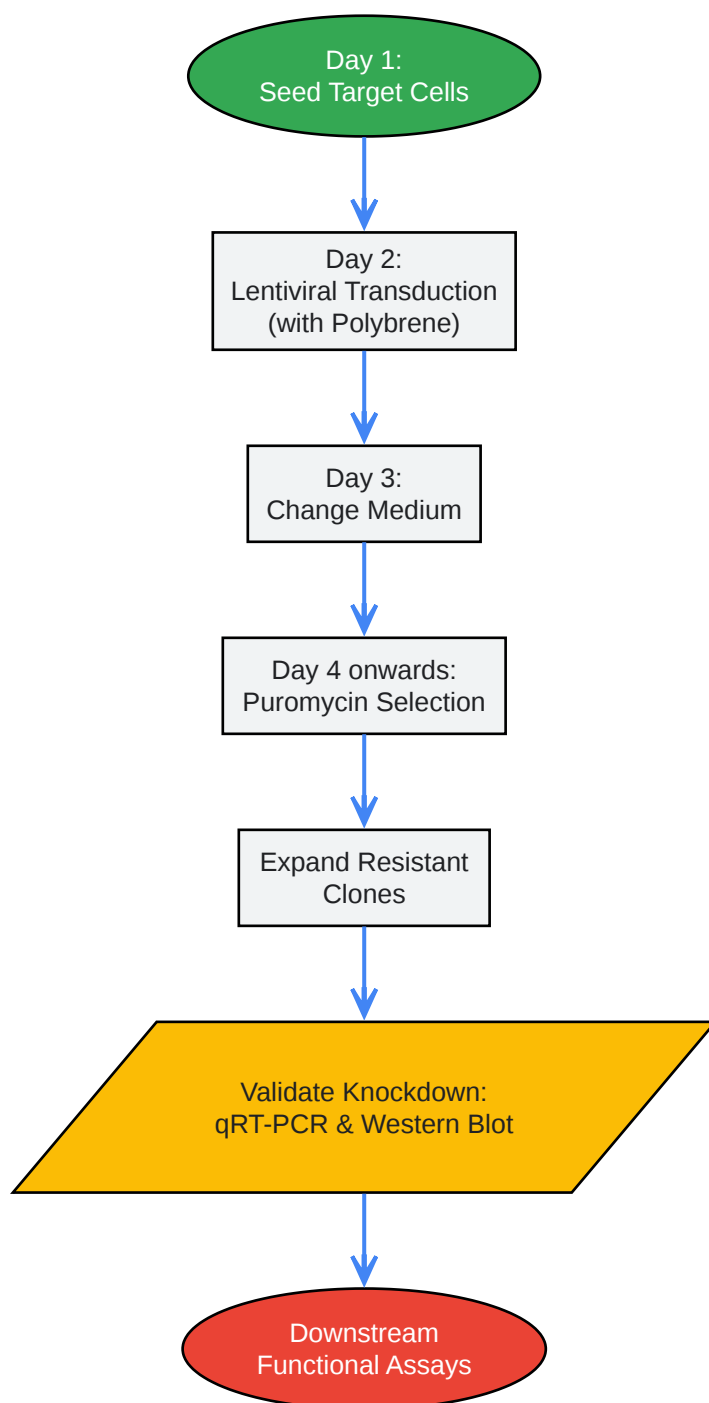 Day 1:
Seed Target Cells
Day 2:
Lentiviral Transduction
(with Polybrene)
Day 3:
Change Medium
Day 4 onwards:
Puromycin Selection
Expand Resistant
Clones
Validate Knockdown:
qRT-PCR & Western Blot
Downstream
Functional Assays